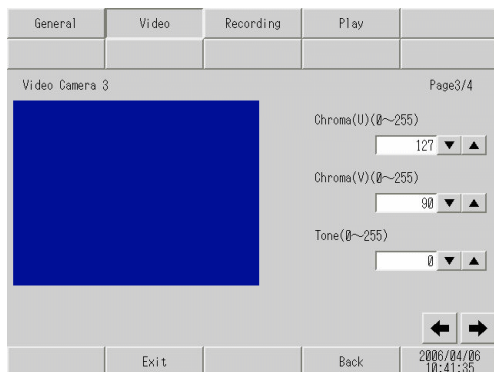 General Video Recording Play
Video Camera 3 Page3/4
Chroma(U)(0~255)
127
Chroma(V)(0~255)
90
Tone(0~255)
0
Exit Back 2006/04/06
10:41:35